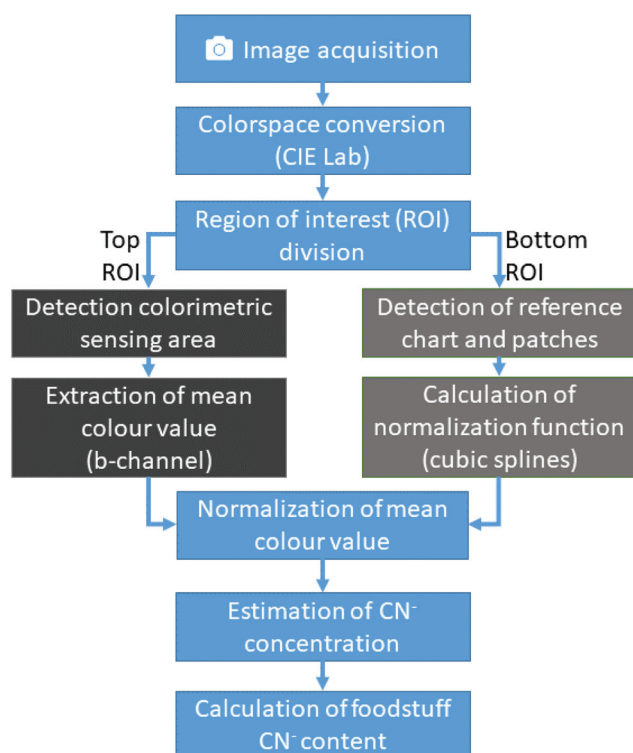 Image acquisition
Colorspace conversion
(CIE Lab)
Region of interest (ROI)
division
Top
ROI
Bottom
ROI
Detection colorimetric
sensing area
Detection of reference
chart and patches
Extraction of mean
colour value
(b-channel)
Calculation of
normalization function
(cubic splines)
Normalization of mean
colour value
Estimation of CN⁻
concentration
Calculation of foodstuff
CN⁻ content